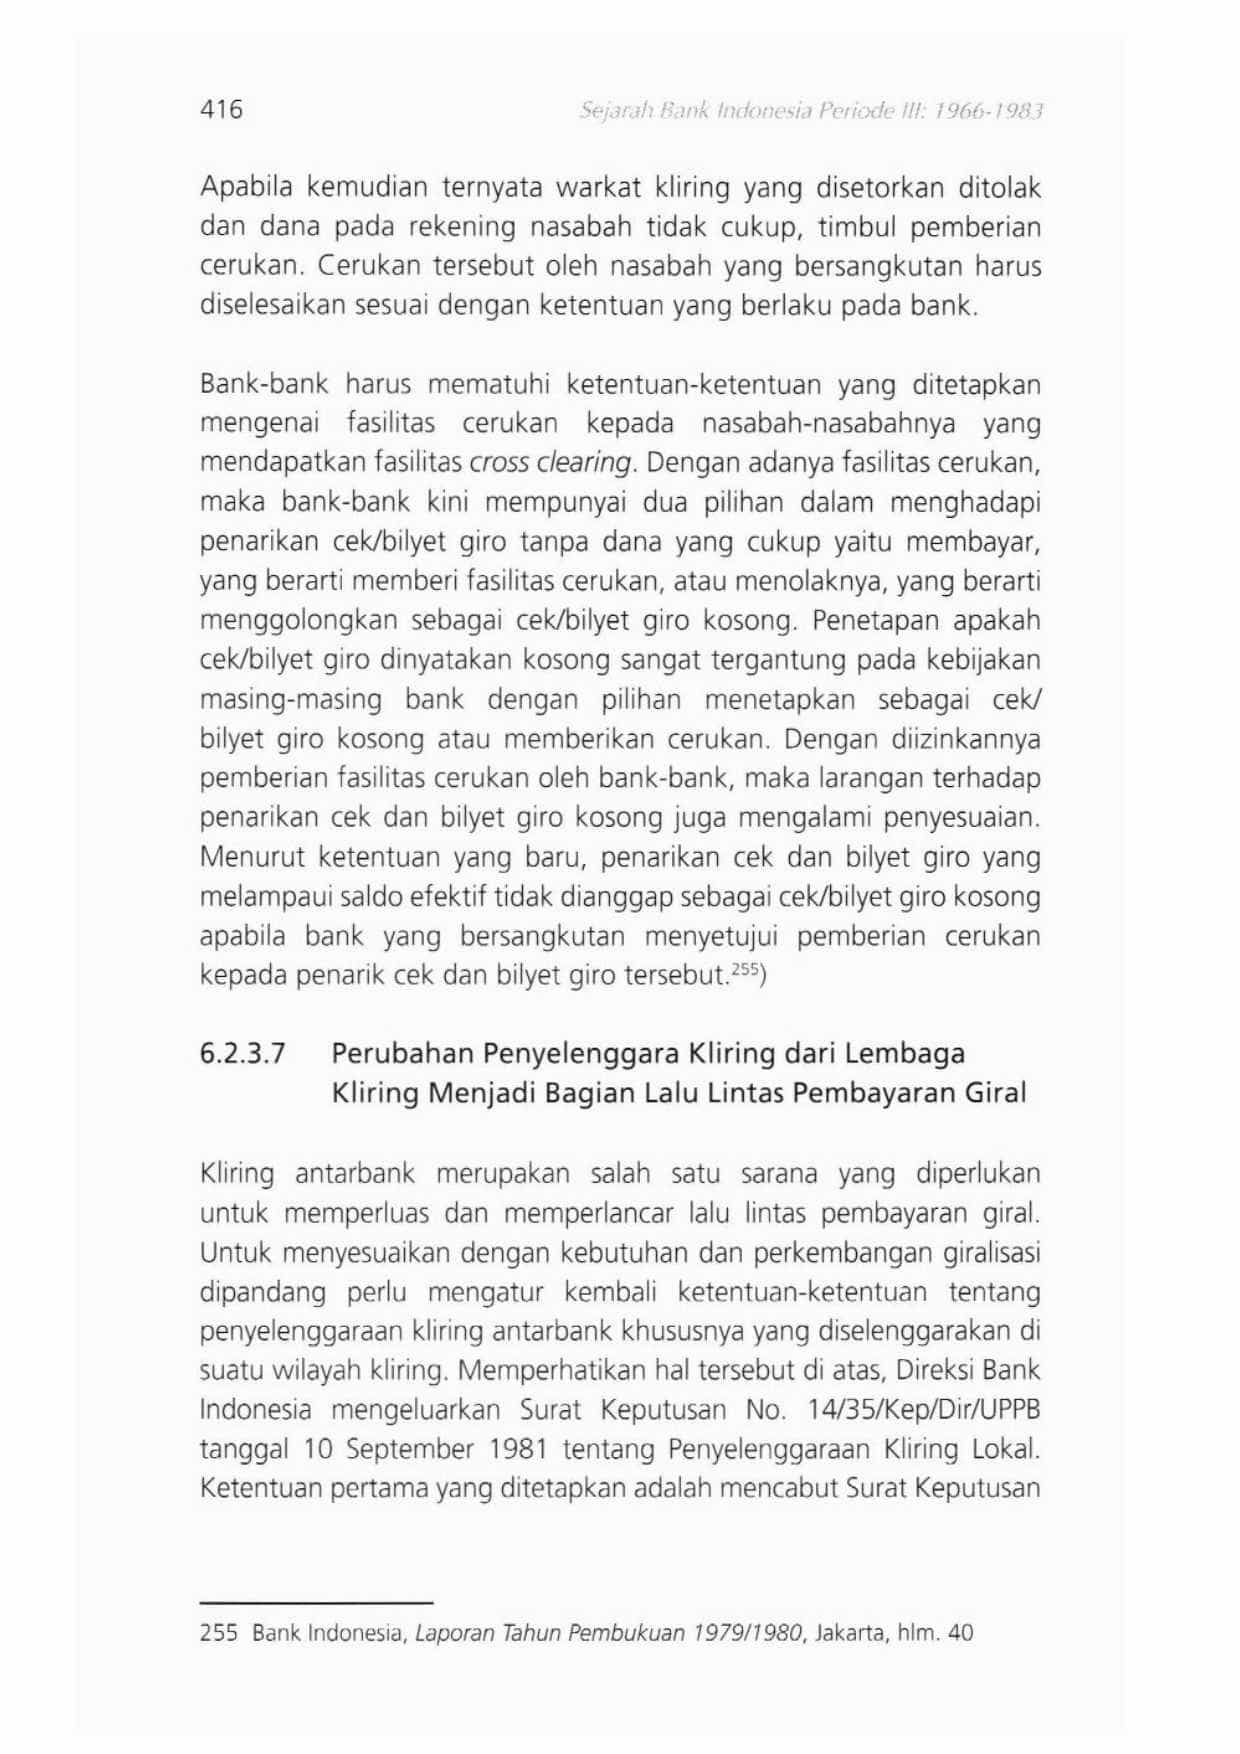 416
Sejarah Bank Indonesia Periode III: 1966-1983
Apabila kemudian ternyata warkat kliring yang disetorkan ditolak
dan dana pada rekening nasabah tidak cukup, timbul pemberian
cerukan. Cerukan tersebut oleh nasabah yang bersangkutan harus
diselesaikan sesuai dengan ketentuan yang berlaku pada bank.
Bank-bank harus mematuhi ketentuan-ketentuan yang ditetapkan
mengenai fasilitas cerukan kepada nasabah-nasabahnya yang
mendapatkan fasilitas cross clearing. Dengan adanya fasilitas cerukan,
maka bank-bank kini mempunyai dua pilihan dalam menghadapi
penarikan cek/bilyet giro tanpa dana yang cukup yaitu membayar,
yang berarti memberi fasilitas cerukan, atau menolaknya, yang berarti
menggolongkan sebagai cek/bilyet giro kosong. Penetapan apakah
cek/bilyet giro dinyatakan kosong sangat tergantung pada kebijakan
masing-masing bank dengan pilihan menetapkan sebagai cek/
bilyet giro kosong atau memberikan cerukan. Dengan diizinkannya
pemberian fasilitas cerukan oleh bank-bank, maka larangan terhadap
penarikan cek dan bilyet giro kosong juga mengalami penyesuaian.
Menurut ketentuan yang baru, penarikan cek dan bilyet giro yang
melampaui saldo efektif tidak dianggap sebagai cek/bilyet giro kosong
apabila bank yang bersangkutan menyetujui pemberian cerukan
kepada penarik cek dan bilyet giro tersebut.255)
6.2.3.7 Perubahan Penyelenggara Kliring dari Lembaga
Kliring Menjadi Bagian Lalu Lintas Pembayaran Giral
Kliring antarbank merupakan salah satu sarana yang diperlukan
untuk memperluas dan memperlancar lalu lintas pembayaran giral.
Untuk menyesuaikan dengan kebutuhan dan perkembangan giralisasi
dipandang perlu mengatur kembali ketentuan-ketentuan tentang
penyelenggaraan kliring antarbank khususnya yang diselenggarakan di
suatu wilayah kliring. Memperhatikan hal tersebut di atas, Direksi Bank
Indonesia mengeluarkan Surat Keputusan No. 14/35/Kep/Dir/UPPB
tanggal 10 September 1981 tentang Penyelenggaraan Kliring Lokal.
Ketentuan pertama yang ditetapkan adalah mencabut Surat Keputusan
255 Bank Indonesia, Laporan Tahun Pembukuan 1979/1980, Jakarta, hlm. 40